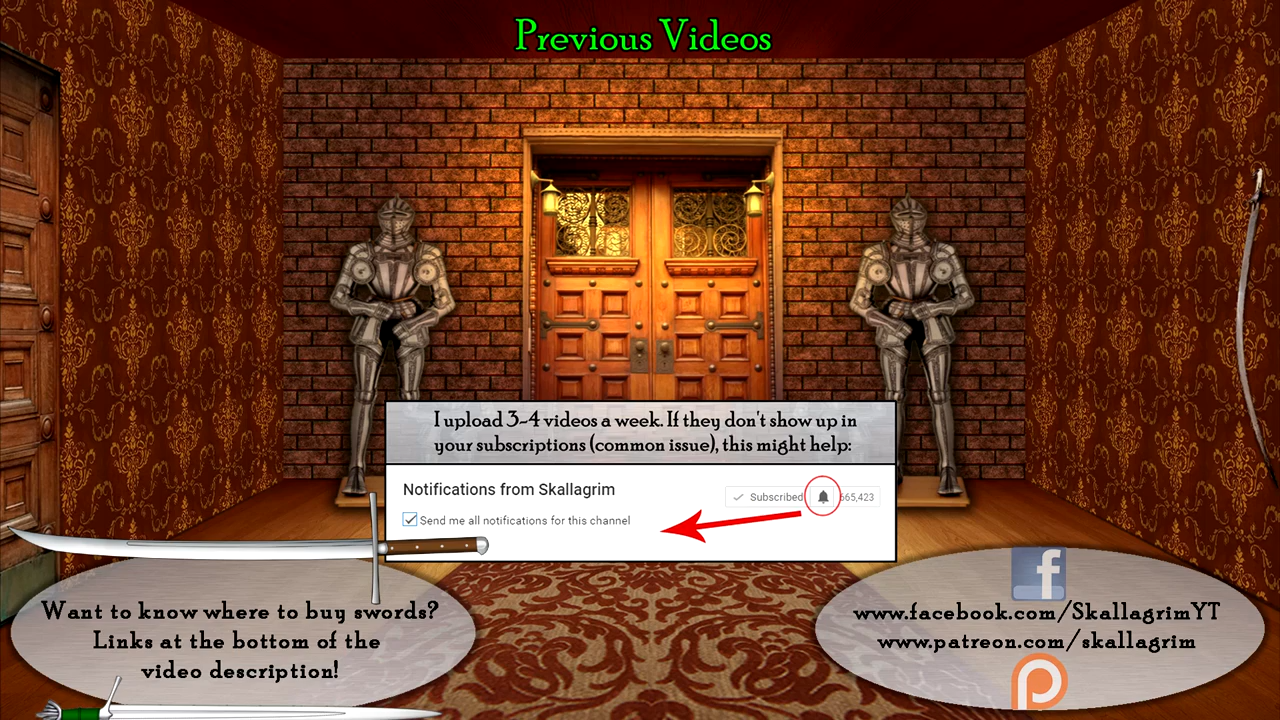 Previous Videos
I upload 3-4 videos a week. If they don't show up in
your subscriptions (common issue), this might help:
Notifications from Skallagrim
Subscribed 665,423
Send me all notifications for this channel
Want to know where to buy swords?
Links at the bottom of the
video description!
www.facebook.com/SkallagrimYT
www.patreon.com/skallagrim